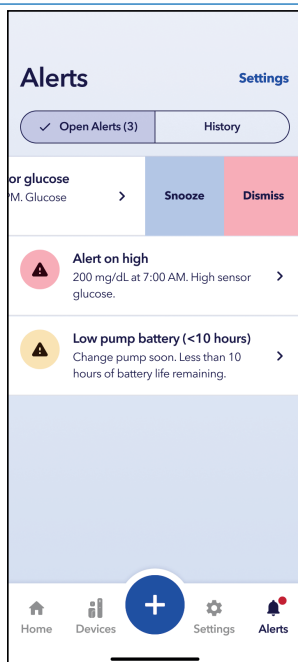 Alerts
Settings
Open Alerts (3)
History
or glucose
PM. Glucose
Snooze
Dismiss
Alert on high
200 mg/dL at 7:00 AM. High sensor
glucose.
Low pump battery (<10 hours)
Change pump soon. Less than 10
hours of battery life remaining.
Home
Devices
Settings
Alerts